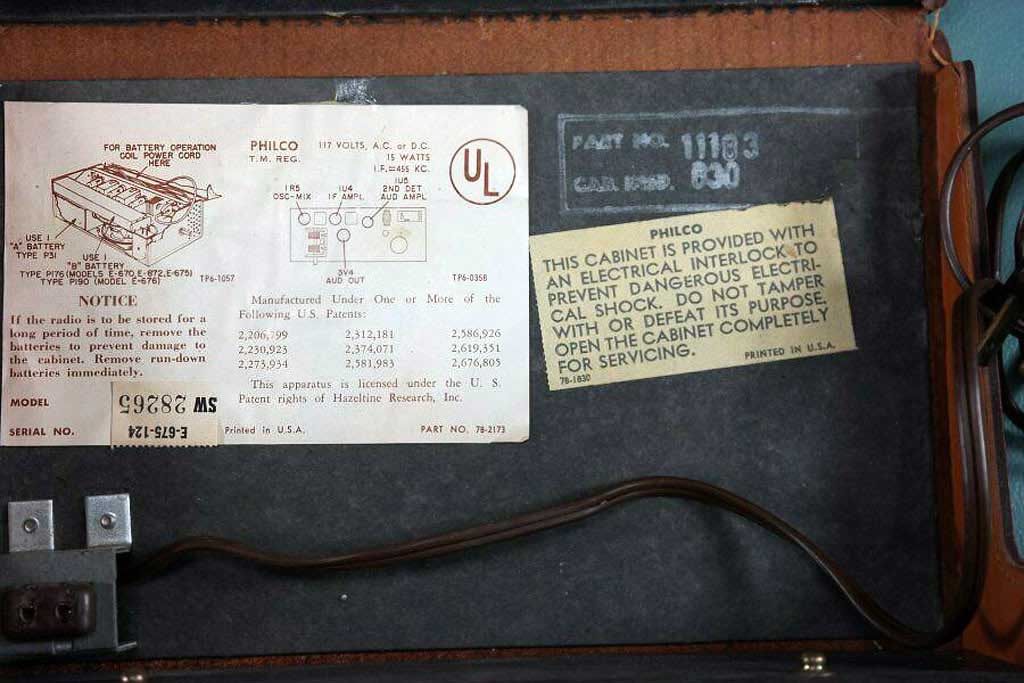 FOR BATTERY OPERATION
COIL POWER CORD
HERE
USE 1
"A" BATTERY
TYPE P31
USE 1
"B" BATTERY
TYPE P176 (MODELS E-670, E-672, E-675)
TYPE P190 (MODEL E-676)
TP6-1057
PHILCO
T.M. REG.
117 VOLTS, A.C. or D.C.
15 WATTS
I.F.=455 KC.
UL
1R5
OSC-MIX
1U4
IF AMPL.
1U5
2ND DET
AUD AMPL
3V4
AUD OUT
TP6-0358
NOTICE
If the radio is to be stored for a
long period of time, remove the
batteries to prevent damage to
the cabinet. Remove run-down
batteries immediately.
Manufactured Under One or More of the
Following U.S. Patents:
2,206,799 2,312,181 2,586,926
2,230,923 2,374,071 2,619,351
2,273,934 2,581,983 2,676,805
This apparatus is licensed under the U. S.
Patent rights of Hazeltine Research, Inc.
MODEL
SERIAL NO.
SW 28265
E-675-124
Printed in U.S.A.
PART NO. 78-2173
PART NO. 11183
CAB. 630
PHILCO
THIS CABINET IS PROVIDED WITH
AN ELECTRICAL INTERLOCK TO
PREVENT DANGEROUS ELECTRI-
CAL SHOCK. DO NOT TAMPER
WITH OR DEFEAT ITS PURPOSE.
OPEN THE CABINET COMPLETELY
FOR SERVICING.
PRINTED IN U.S.A.
78-1830